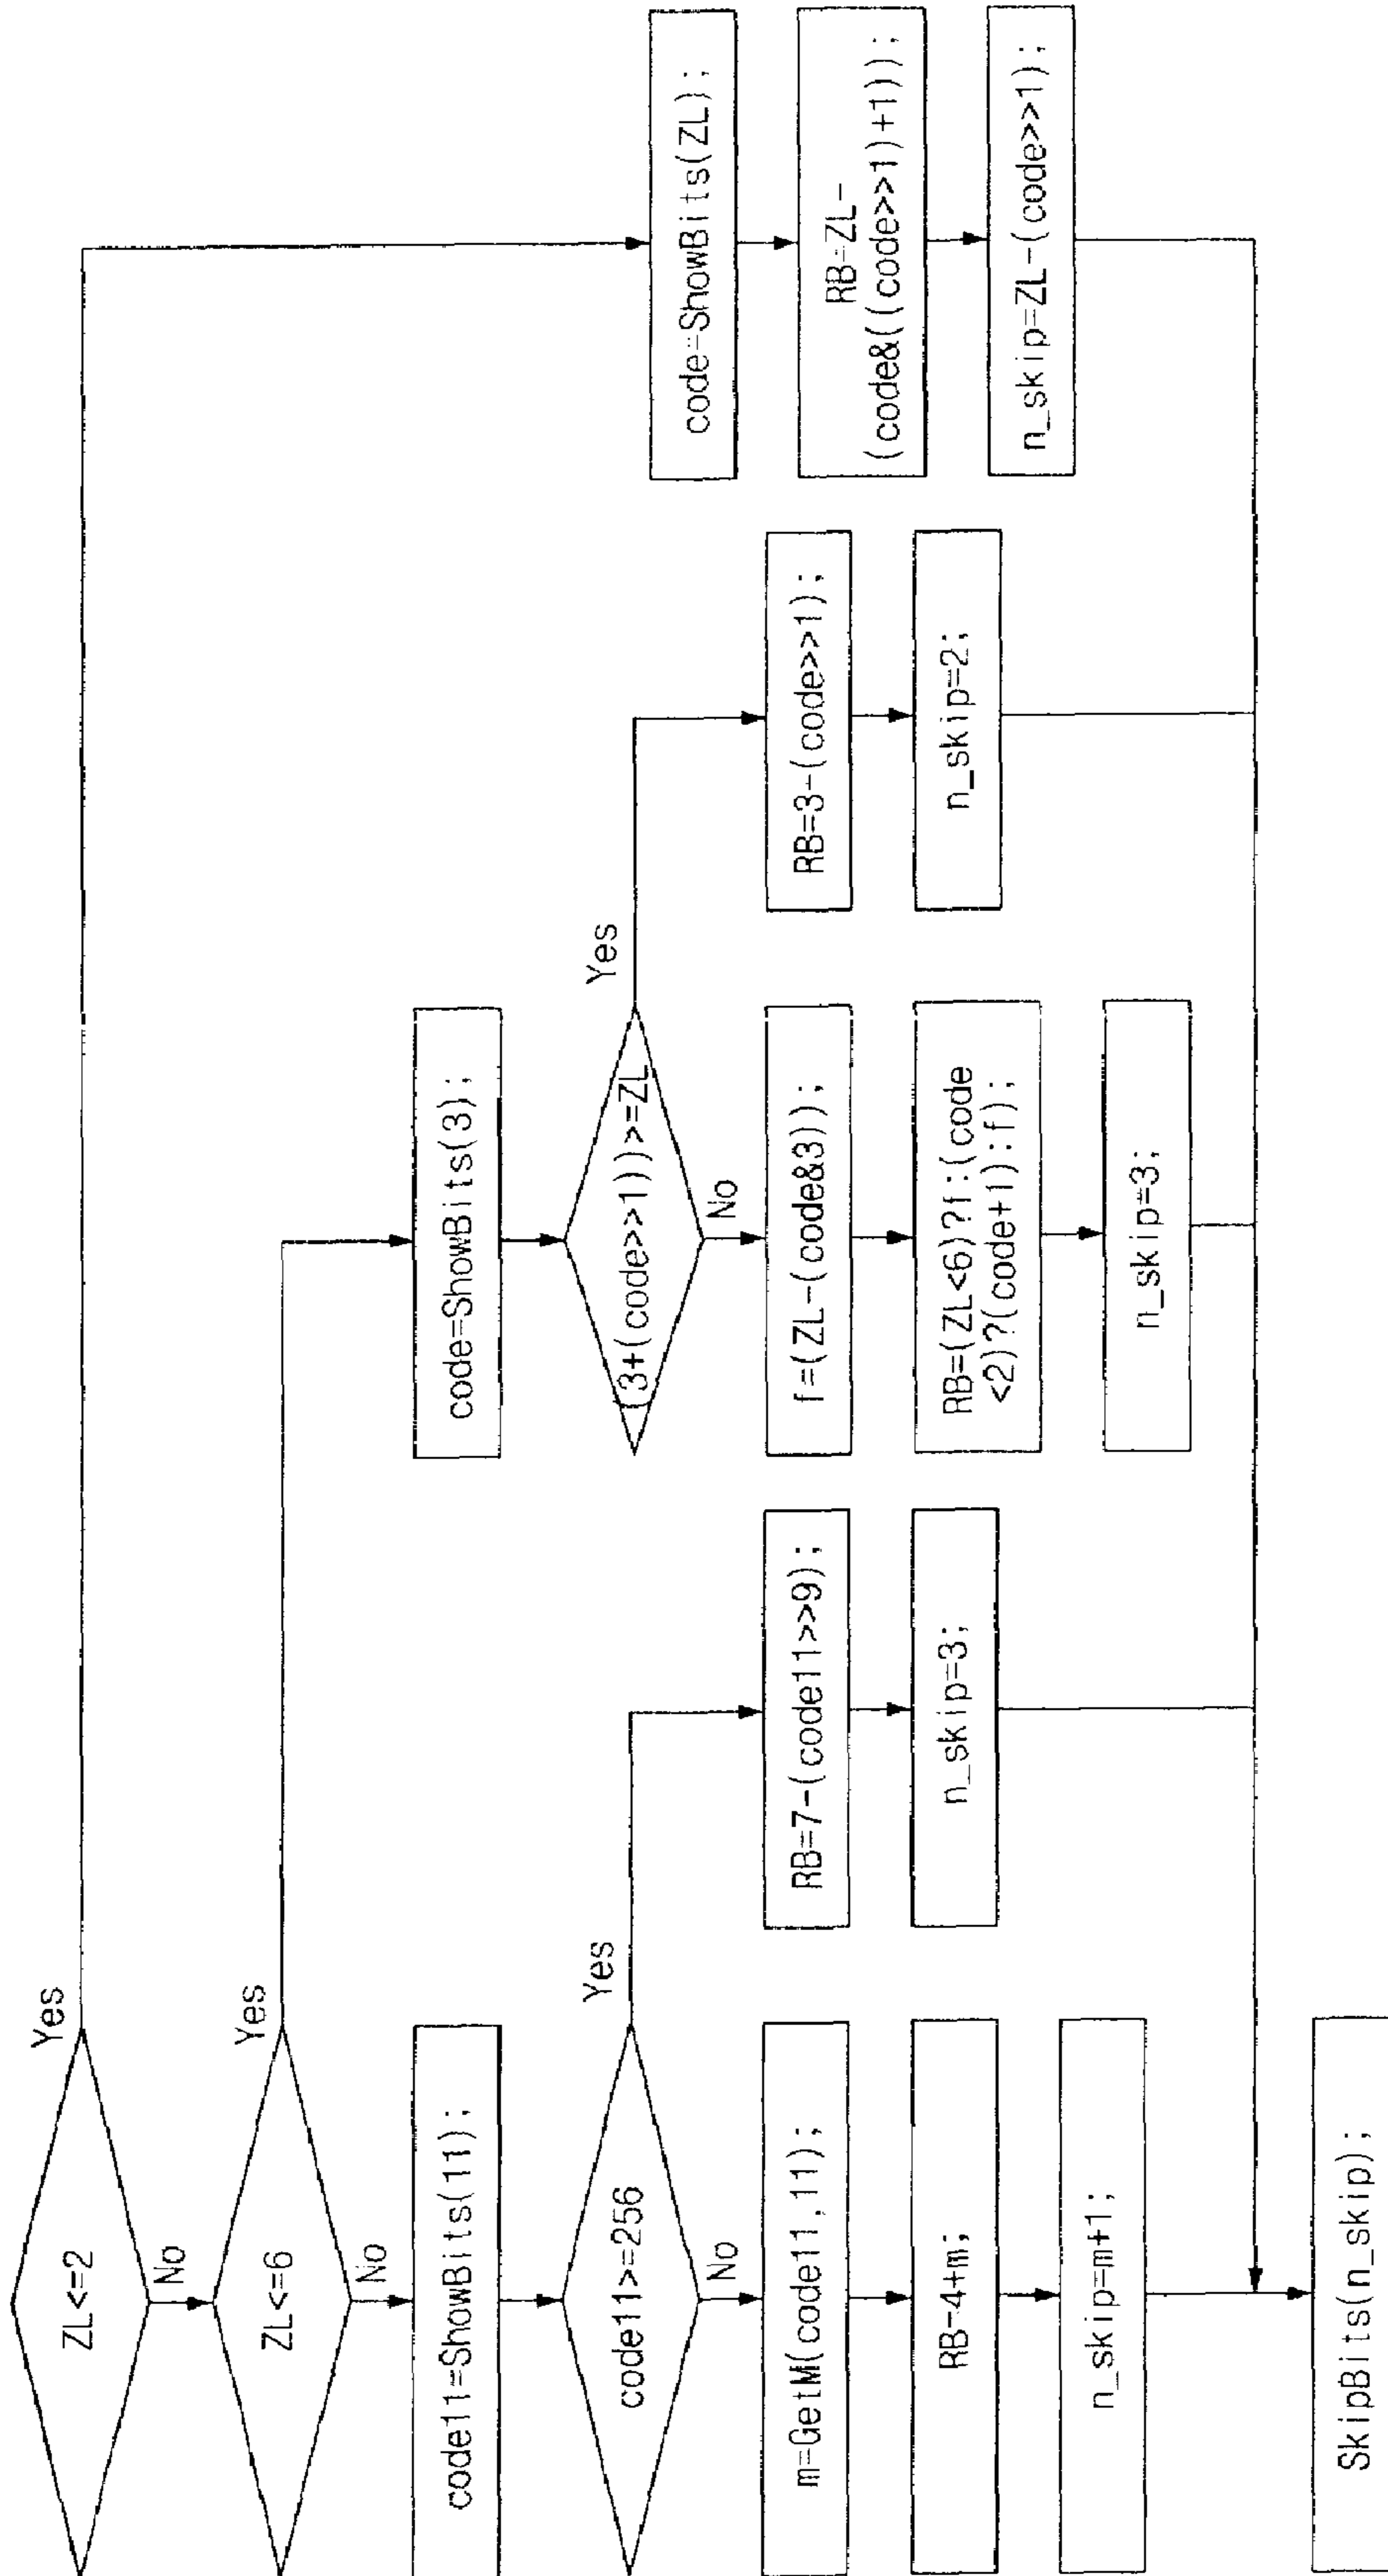 ZL<=2
Yes
No
ZL<=6
Yes
No
code11=ShowBits(11);
code11>=256
Yes
No
m=GetM(code11,11);
RB=4+m;
n_skip=m+1;
RB=7-(code11>>9);
n_skip=3;
code=ShowBits(3);
(3+(code>>1))>=ZL
Yes
No
f=(ZL-(code&3));
RB=(ZL<6)?f:(code
<2)?(code+1):f);
n_skip=3;
RB=3-(code>>1);
n_skip=2;
code=ShowBits(ZL);
RB=ZL-
(code&((code>>1)+1));
n_skip=ZL-(code>>1);
SkipBits(n_skip);